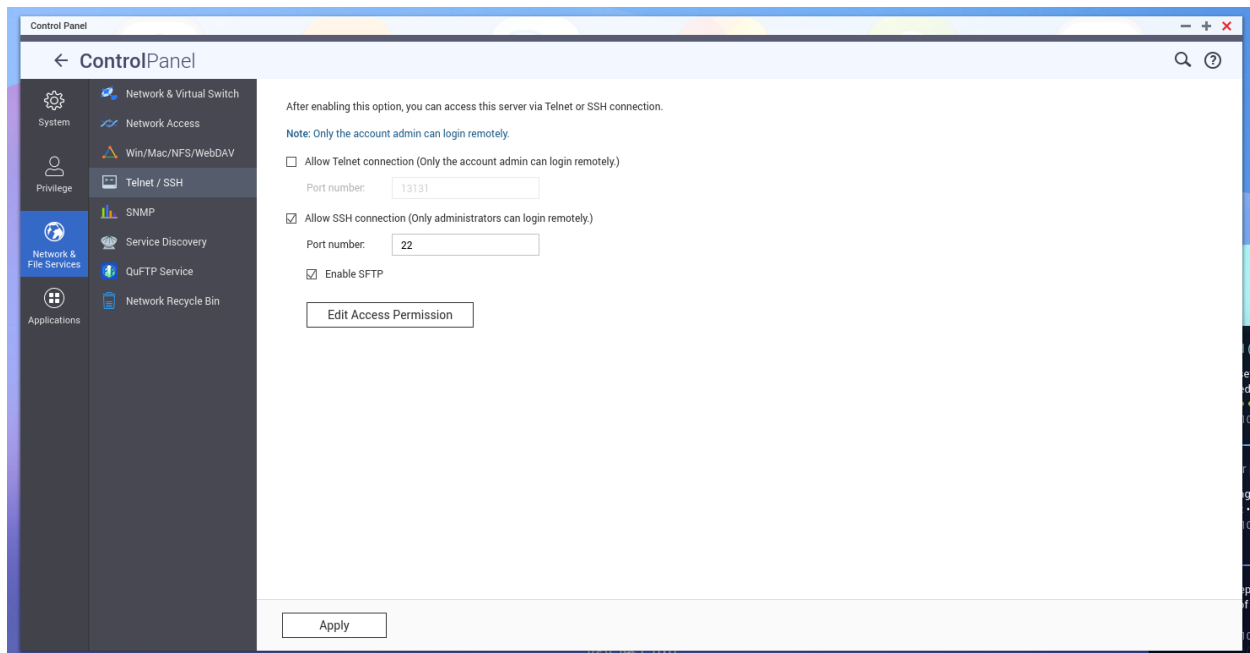 Control Panel
ControlPanel
System
Privilege
Network &
File Services
Applications
Network & Virtual Switch
Network Access
Win/Mac/NFS/WebDAV
Telnet / SSH
SNMP
Service Discovery
QuFTP Service
Network Recycle Bin
After enabling this option, you can access this server via Telnet or SSH connection.
Note: Only the account admin can login remotely.
Allow Telnet connection (Only the account admin can login remotely.)
Port number: 13131
Allow SSH connection (Only administrators can login remotely.)
Port number: 22
Enable SFTP
Edit Access Permission
Apply